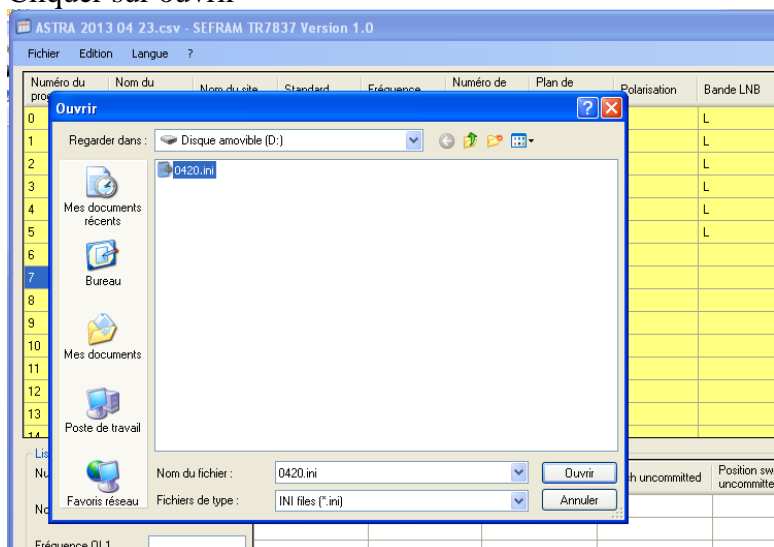 Cliquer sur ouvrir
ASTRA 2013 04 23.csv - SEFRAM TR7837 Version 1.0
Fichier Edition Langue ?
Numéro du Nom du Nom du site Standard Fréquence Numéro de Plan de Polarisation Bande LNB
Ouvrir
0 L
Regarder dans : Disque amovible (D:)
1 L
0420.ini
2 L
3 L
Mes documents récents
4 L
5 L
6
7
Bureau
8
9
10
Mes documents
11
12
13
Poste de travail
14
Nom du fichier : 0420.ini Ouvrir
h uncommitted Position sw
uncommitte
Favoris réseau Fichiers de type : INI files (*.ini) Annuler
Fréquence OL1